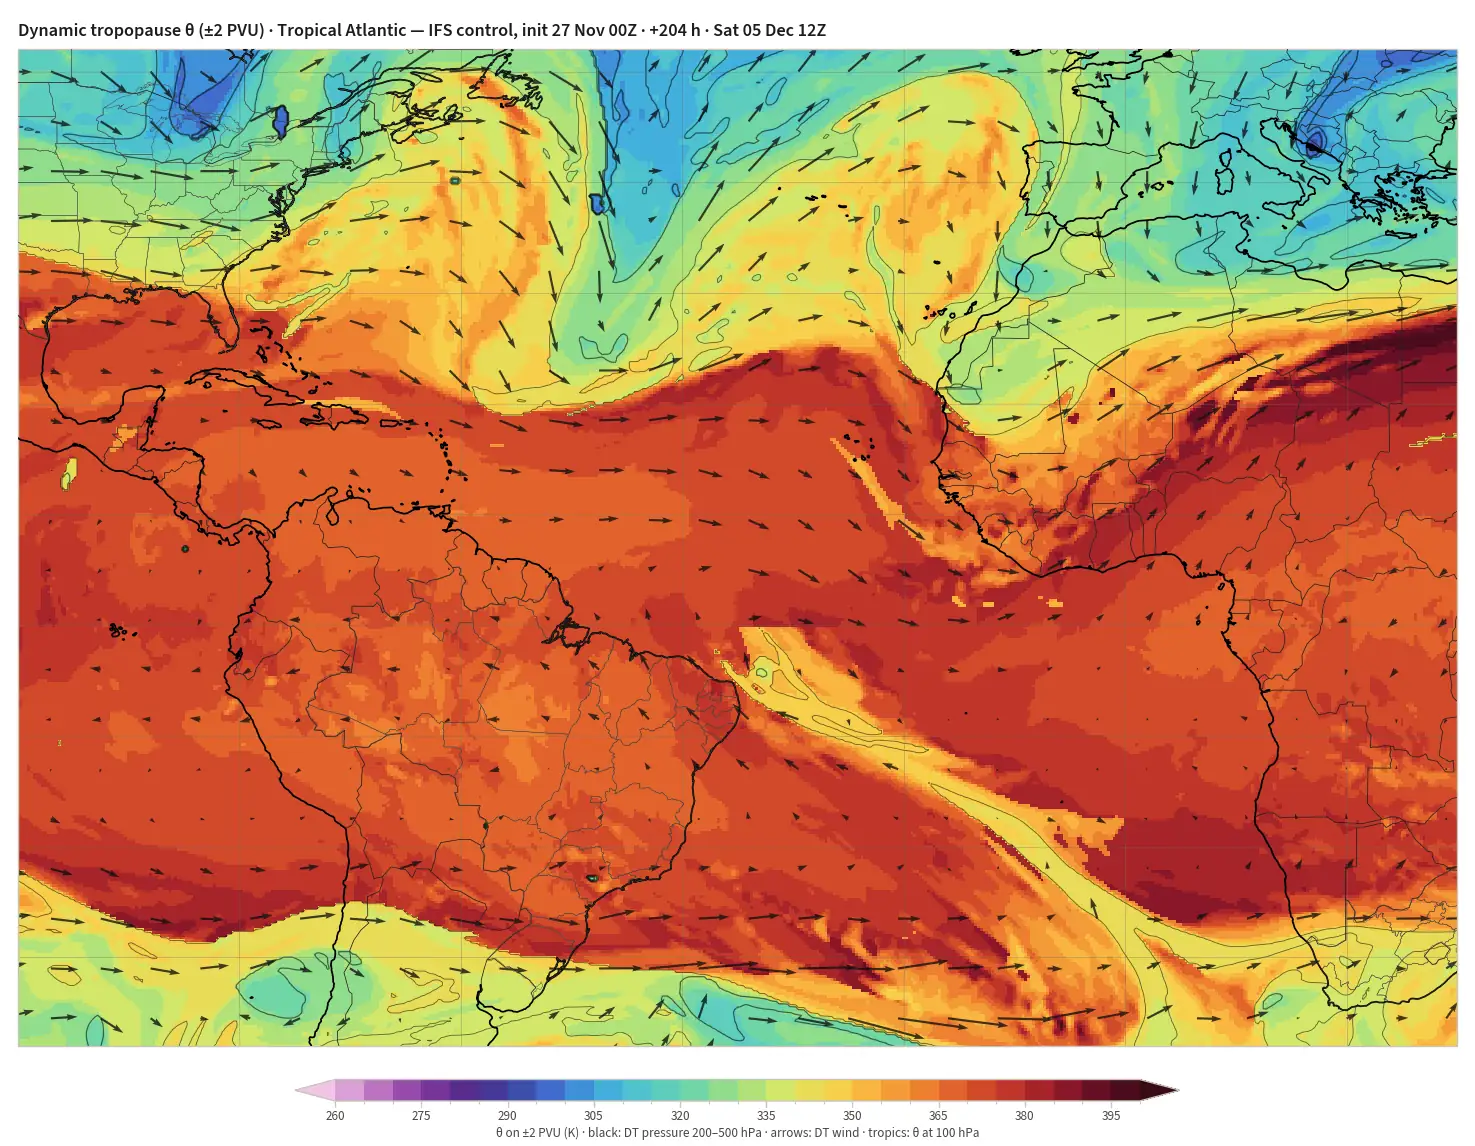 Dynamic tropopause θ (±2 PVU) · Tropical Atlantic — IFS control, init 27 Nov 00Z · +204 h · Sat 05 Dec 12Z
260 275 290 305 320 335 350 365 380 395
θ on ±2 PVU (K) · black: DT pressure 200–500 hPa · arrows: DT wind · tropics: θ at 100 hPa